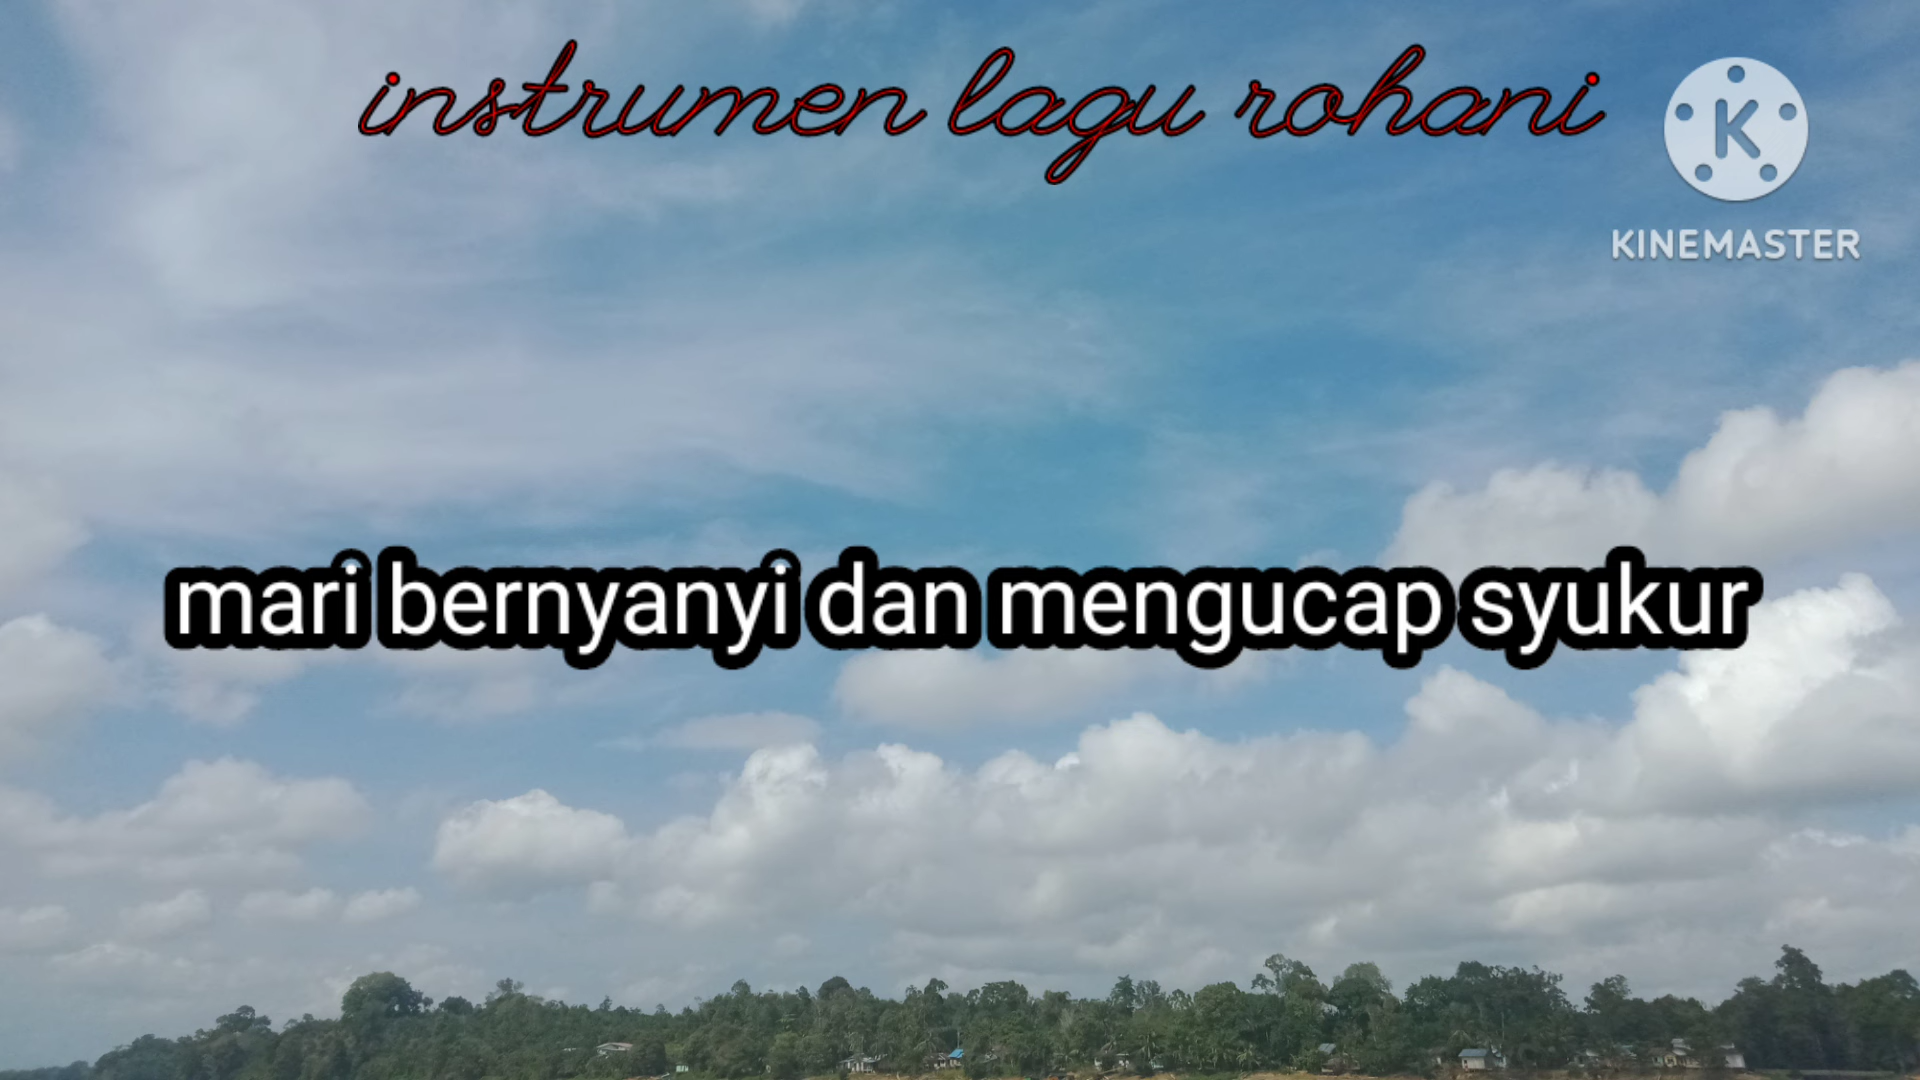 instrumen lagu rohani
K
KINEMASTER
mari bernyanyi dan mengucap syukur